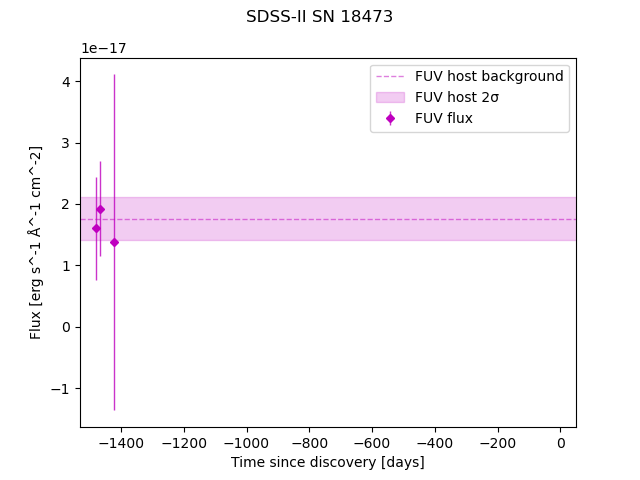 SDSS-II SN 18473
1e−17
FUV host background
FUV host 2σ
FUV flux
4
3
2
1
0
−1
Flux [erg s^-1 Å^-1 cm^-2]
−1400 −1200 −1000 −800 −600 −400 −200 0
Time since discovery [days]